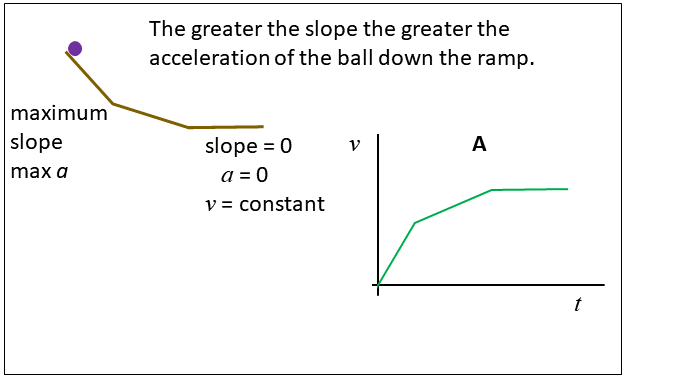 The greater the slope the greater the
acceleration of the ball down the ramp.
maximum
slope
max a
slope = 0
a = 0
v = constant
v
A
t